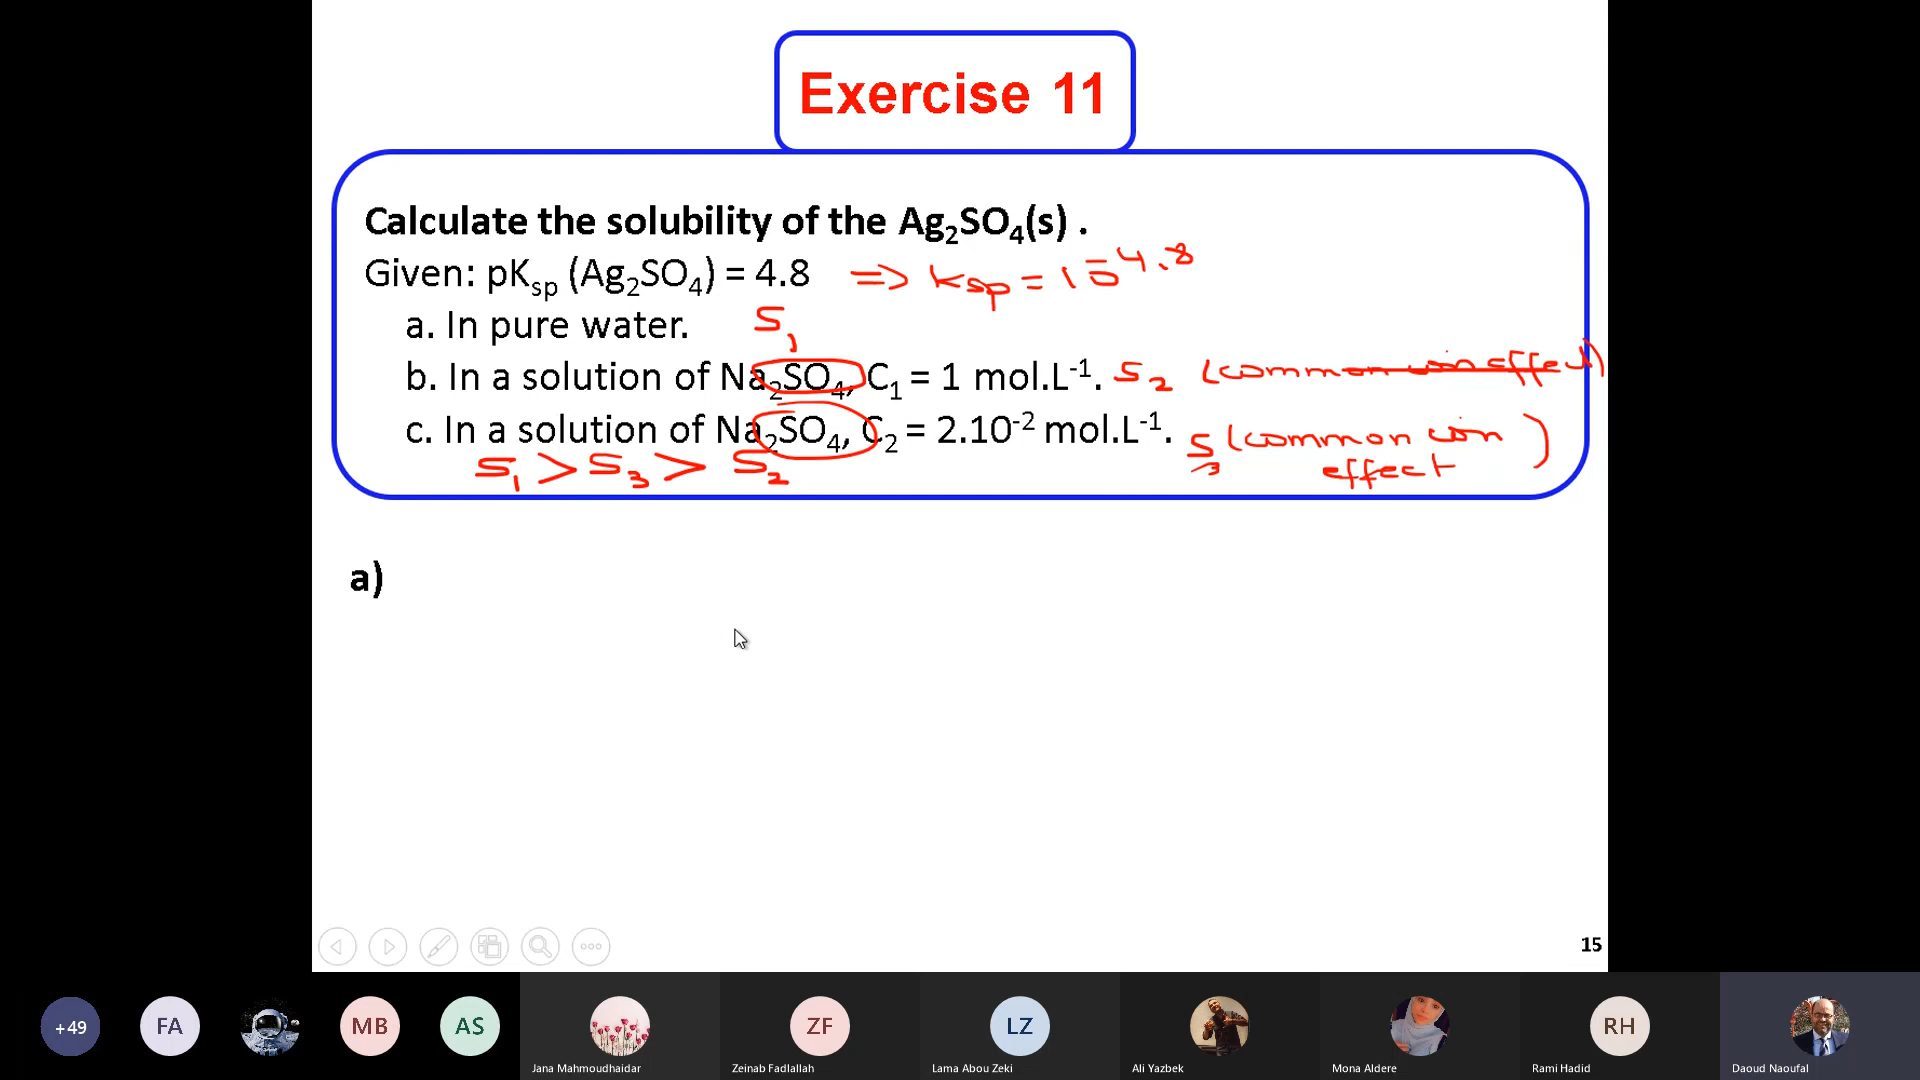 Exercise 11
Calculate the solubility of the Ag₂SO₄(s) .
Given: pKsp (Ag₂SO₄) = 4.8 => Ksp = 10^-4.8
a. In pure water. S₁
b. In a solution of Na₂SO₄, C₁ = 1 mol.L⁻¹. S₂ (common ion effect)
c. In a solution of Na₂SO₄, C₂ = 2.10⁻² mol.L⁻¹. S₃ (common ion effect)
S₁ > S₃ > S₂
a)
15
+49
FA
MB
AS
ZF
LZ
RH
Jana Mahmoudhaidar
Zeinab Fadlallah
Lama Abou Zeki
Ali Yazbek
Mona Aldere
Rami Hadid
Daoud Naoufal